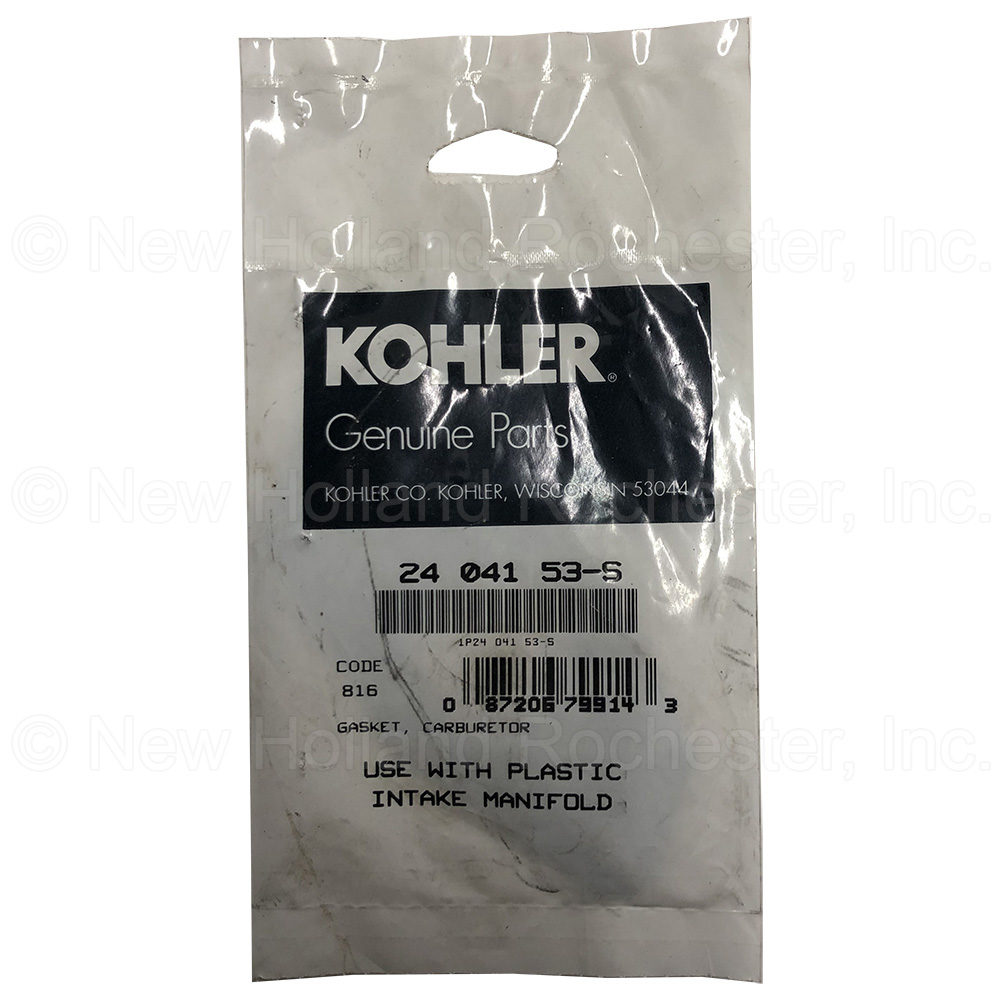 © New Holland Rochester, Inc.
KOHLER®
Genuine Parts
KOHLER CO. KOHLER, WISCONSIN 53044
© New Holland Rochester, Inc.
24 041 53-S
1P24 041 53-S
CODE
816
0 87206 79914 3
GASKET, CARBURETOR
© New Holland Rochester, Inc.
USE WITH PLASTIC
INTAKE MANIFOLD